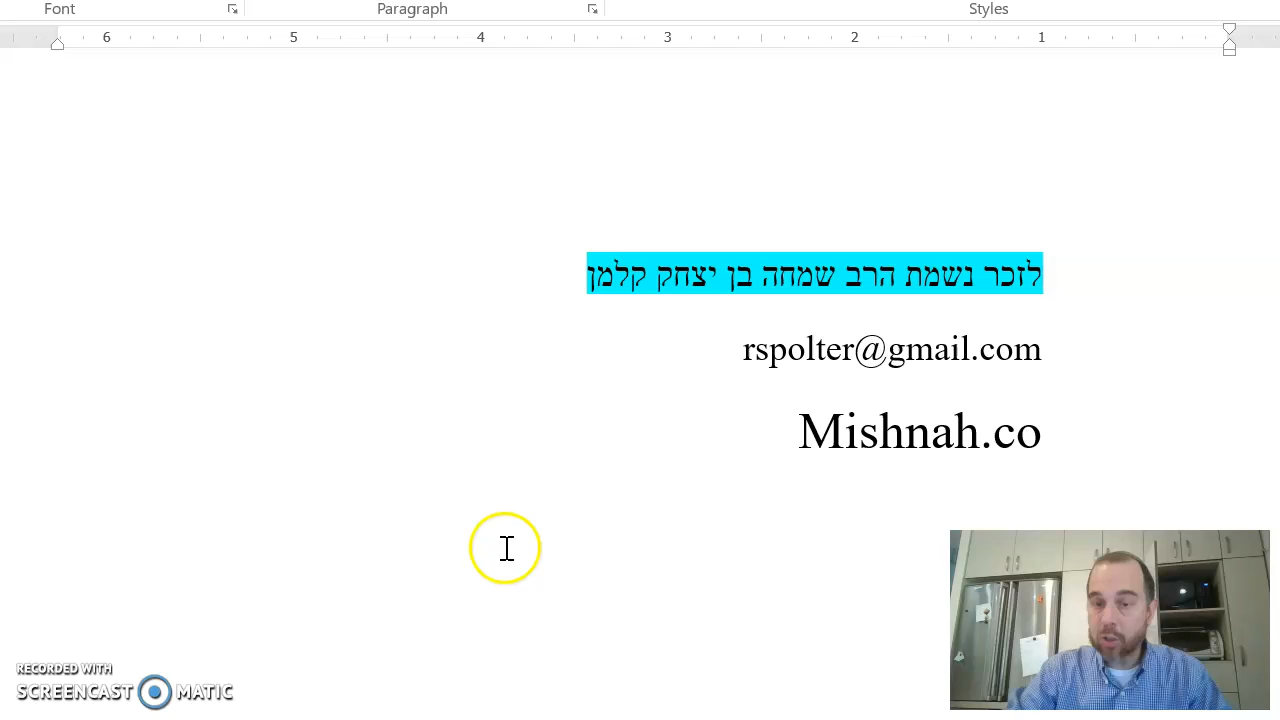 Font Paragraph Styles
6 5 4 3 2 1
לזכר נשמת הרב שמחה בן יצחק קלמן
rspolter@gmail.com
Mishnah.co
RECORDED WITH
SCREENCAST MATIC